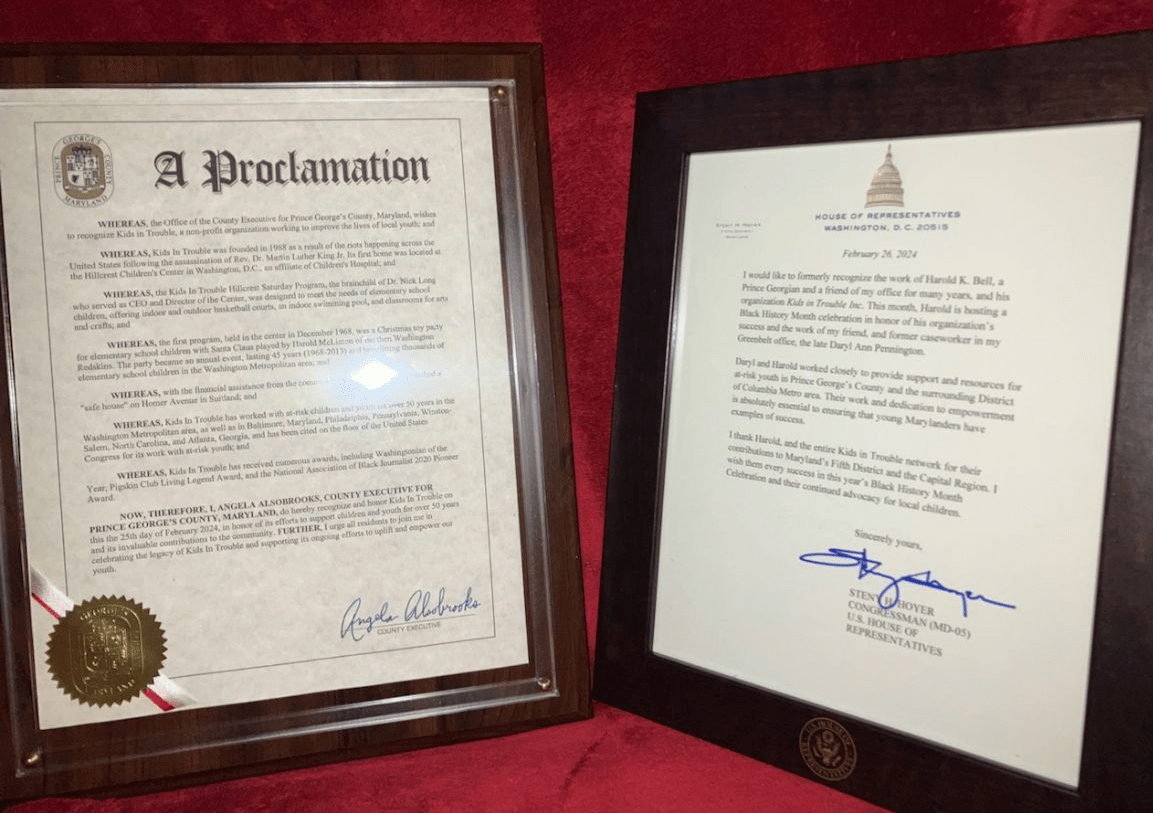 GEORGE'S
PRINCE
COUNTY
MARYLAND
A Proclamation
WHEREAS, the Office of the County Executive for Prince George's County, Maryland, wishes
to recognize Kids in Trouble, a non-profit organization working to improve the lives of local youth; and
WHEREAS, Kids In Trouble was founded in 1968 as a result of the riots happening across the
United States following the assassination of Rev. Dr. Martin Luther King Jr. Its first home was located at
the Hillcrest Children's Center in Washington, D.C., an affiliate of Children's Hospital; and
WHEREAS, the Kids In Trouble Hillcrest Saturday Program, the brainchild of Dr. Nick Long
who served as CEO and Director of the Center, was designed to meet the needs of elementary school
children, offering indoor and outdoor basketball courts, an indoor swimming pool, and classrooms for arts
and crafts; and
WHEREAS, the first program, held in the center in December 1968, was a Christmas toy party
for elementary school children with Santa Claus played by Harold McLinton of the then Washington
Redskins. The party became an annual event, lasting 45 years (1968-2013) and benefiting thousands of
elementary school children in the Washington Metropolitan area; and
WHEREAS, with the financial assistance from the a
"safe house" on Homer Avenue in Suitland; and
WHEREAS, Kids In Trouble has worked with at-risk children and youth for over 50 years in the
Washington Metropolitan area, as well as in Baltimore, Maryland, Philadelphia, Pennsylvania, Winston-
Salem, North Carolina, and Atlanta, Georgia, and has been cited on the floor of the United States
Congress for its work with at-risk youth; and
WHEREAS, Kids In Trouble has received numerous awards, including Washingtonian of the
Year, Pigskin Club Living Legend Award, and the National Association of Black Journalist 2020 Pioneer
Award.
NOW, THEREFORE, I, ANGELA ALSOBROOKS, COUNTY EXECUTIVE FOR
PRINCE GEORGE'S COUNTY, MARYLAND, do hereby recognize and honor Kids In Trouble on
this the 25th day of February 2024, in honor of its efforts to support children and youth for over 50 years
and its invaluable contributions to the community. FURTHER, I urge all residents to join me in
celebrating the legacy of Kids In Trouble and supporting its ongoing efforts to uplift and empower our
youth.
Angela Alsobrooks
COUNTY EXECUTIVE
GEORGE'S
MARYLAND
HOUSE OF REPRESENTATIVES
WASHINGTON, D. C. 20515
STENY H. HOYER
FIFTH DISTRICT
MARYLAND
February 26, 2024
I would like to formerly recognize the work of Harold K. Bell, a
Prince Georgian and a friend of my office for many years, and his
organization Kids in Trouble Inc. This month, Harold is hosting a
Black History Month celebration in honor of his organization's
success and the work of my friend, and former caseworker in my
Greenbelt office, the late Daryl Ann Pennington.
Daryl and Harold worked closely to provide support and resources for
at-risk youth in Prince George's County and the surrounding District
of Columbia Metro area. Their work and dedication to empowerment
is absolutely essential to ensuring that young Marylanders have
examples of success.
I thank Harold, and the entire Kids in Trouble network for their
contributions to Maryland's Fifth District and the Capital Region. I
wish them every success in this year's Black History Month
Celebration and their continued advocacy for local children.
Sincerely yours,
Steny Hoyer
STENY H. HOYER
CONGRESSMAN (MD-05)
U.S. HOUSE OF
REPRESENTATIVES
U.S. HOUSE OF
REPRESENTATIVES